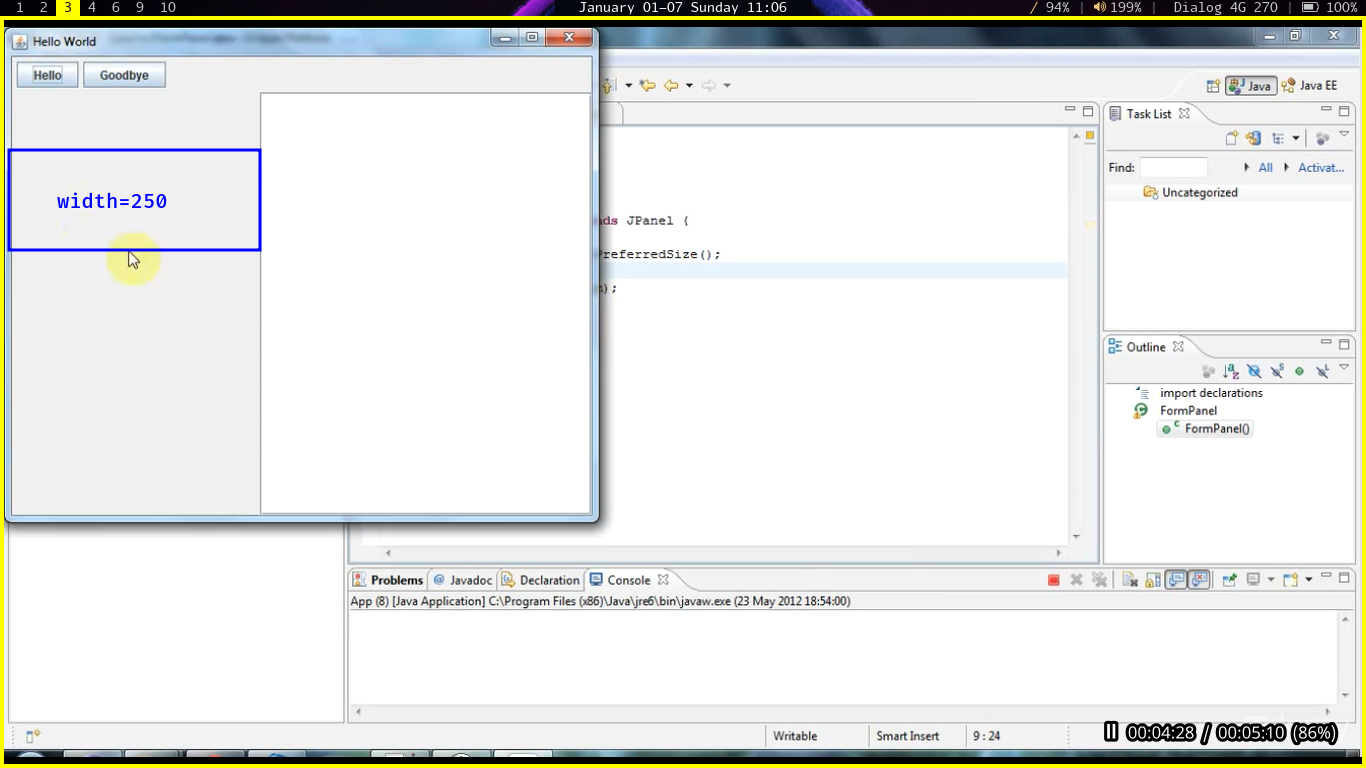 1 2 3 4 6 9 10 January 01-07 Sunday 11:06 / 94% 199% Dialog 4G 270 100%
Hello World
Hello Goodbye
Java Java EE
Task List
Find: All Activat...
Uncategorized
width=250
ds JPanel {
PreferredSize();
);
Outline
import declarations
FormPanel
FormPanel()
Problems @ Javadoc Declaration Console
App (8) [Java Application] C:\Program Files (x86)\Java\jre6\bin\javaw.exe (23 May 2012 18:54:00)
Writable Smart Insert 9 : 24
00:04:28 / 00:05:10 (86%)